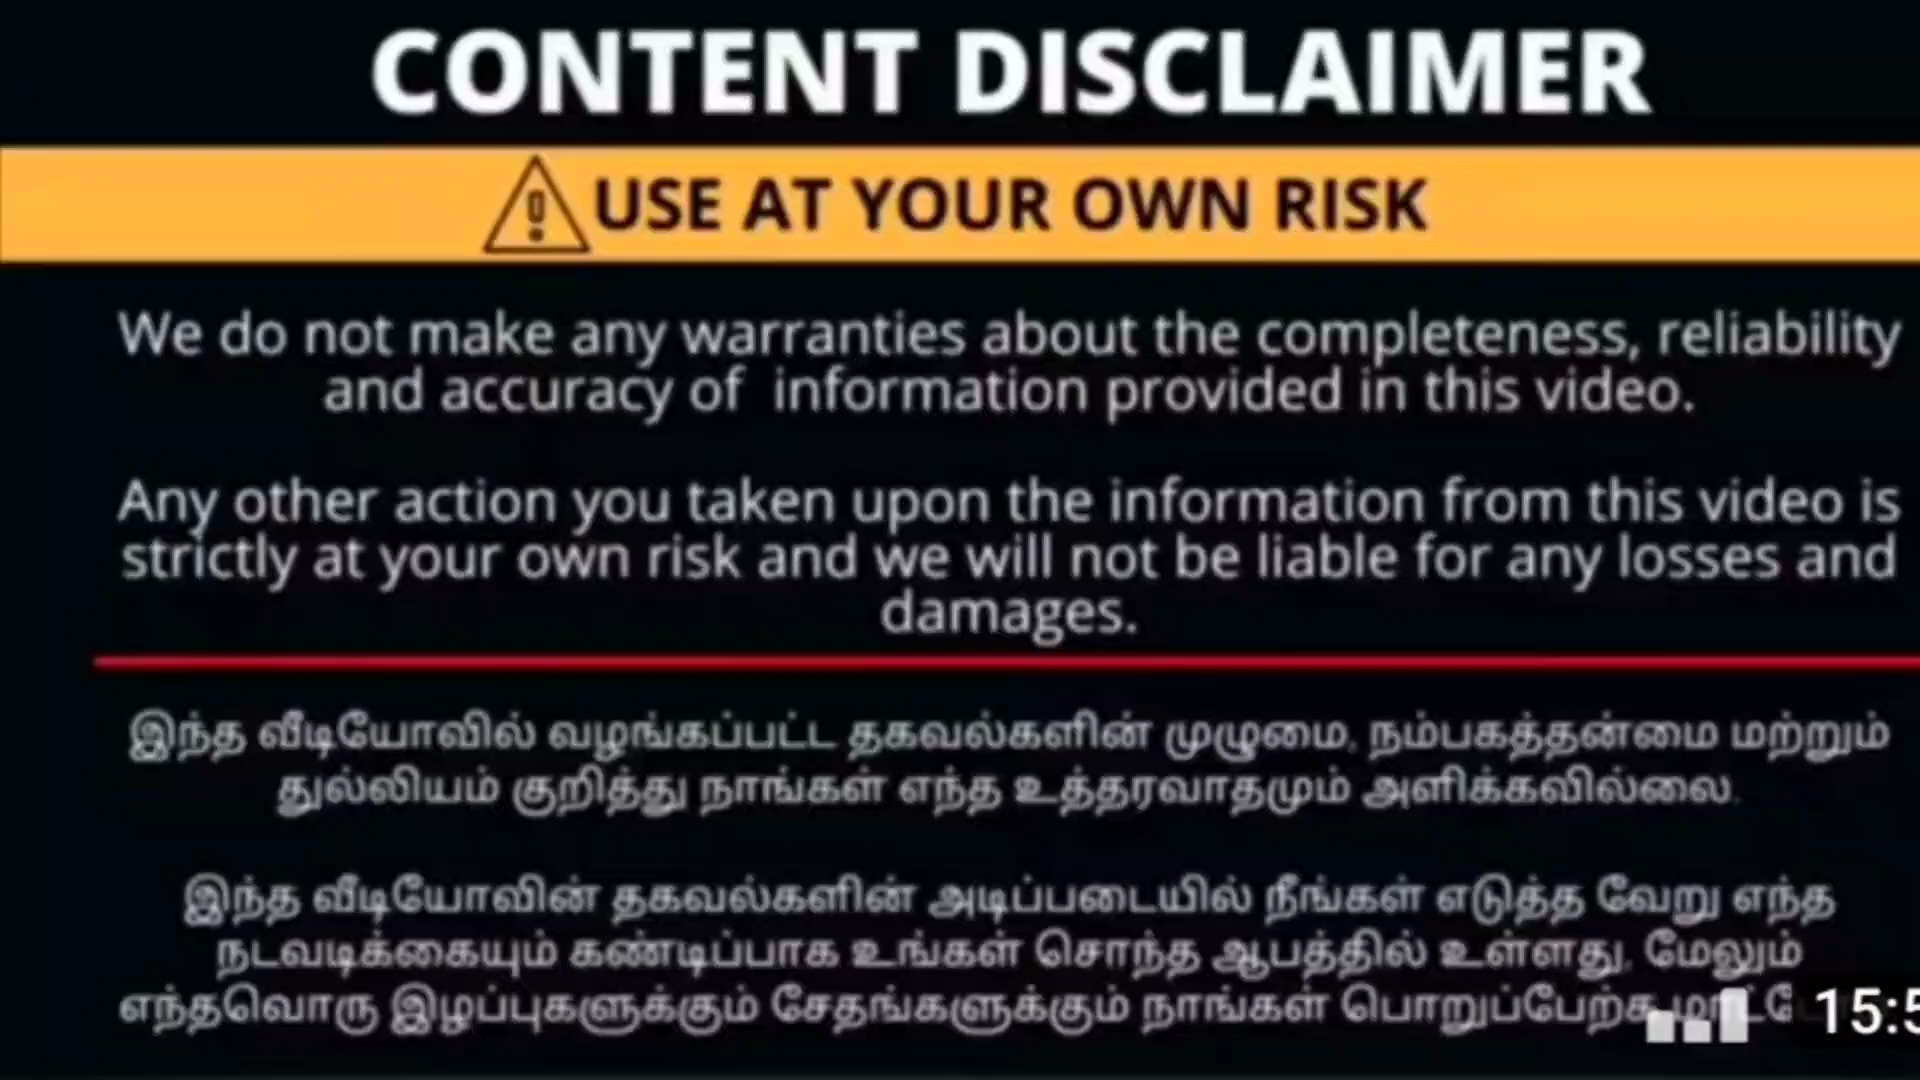 CONTENT DISCLAIMER
USE AT YOUR OWN RISK
We do not make any warranties about the completeness, reliability
and accuracy of information provided in this video.
Any other action you taken upon the information from this video is
strictly at your own risk and we will not be liable for any losses and
damages.
இந்த வீடியோவில் வழங்கப்பட்ட தகவல்களின் முழுமை, நம்பகத்தன்மை மற்றும்
துல்லியம் குறித்து நாங்கள் எந்த உத்தரவாதமும் அளிக்கவில்லை.
இந்த வீடியோவின் தகவல்களின் அடிப்படையில் நீங்கள் எடுத்த வேறு எந்த
நடவடிக்கையும் கண்டிப்பாக உங்கள் சொந்த ஆபத்தில் உள்ளது, மேலும்
எந்தவொரு இழப்புகளுக்கும் சேதங்களுக்கும் நாங்கள் பொறுப்பேற்க
15:5